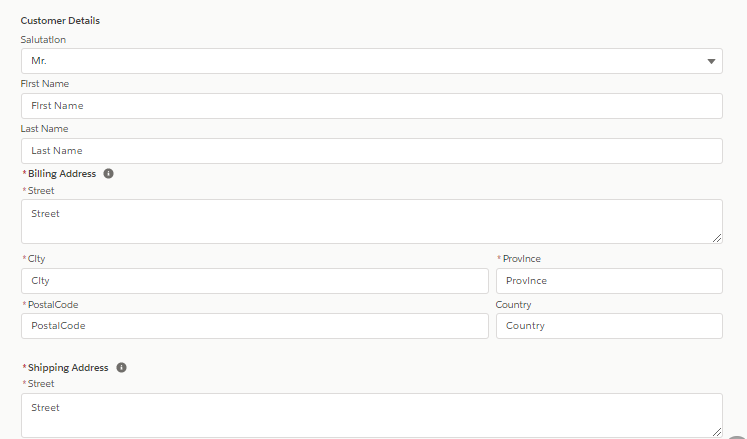 Customer Details
Salutation
Mr.
First Name
First Name
Last Name
Last Name
*Billing Address
*Street
Street
*City *Province
City Province
*PostalCode Country
PostalCode Country
*Shipping Address
*Street
Street